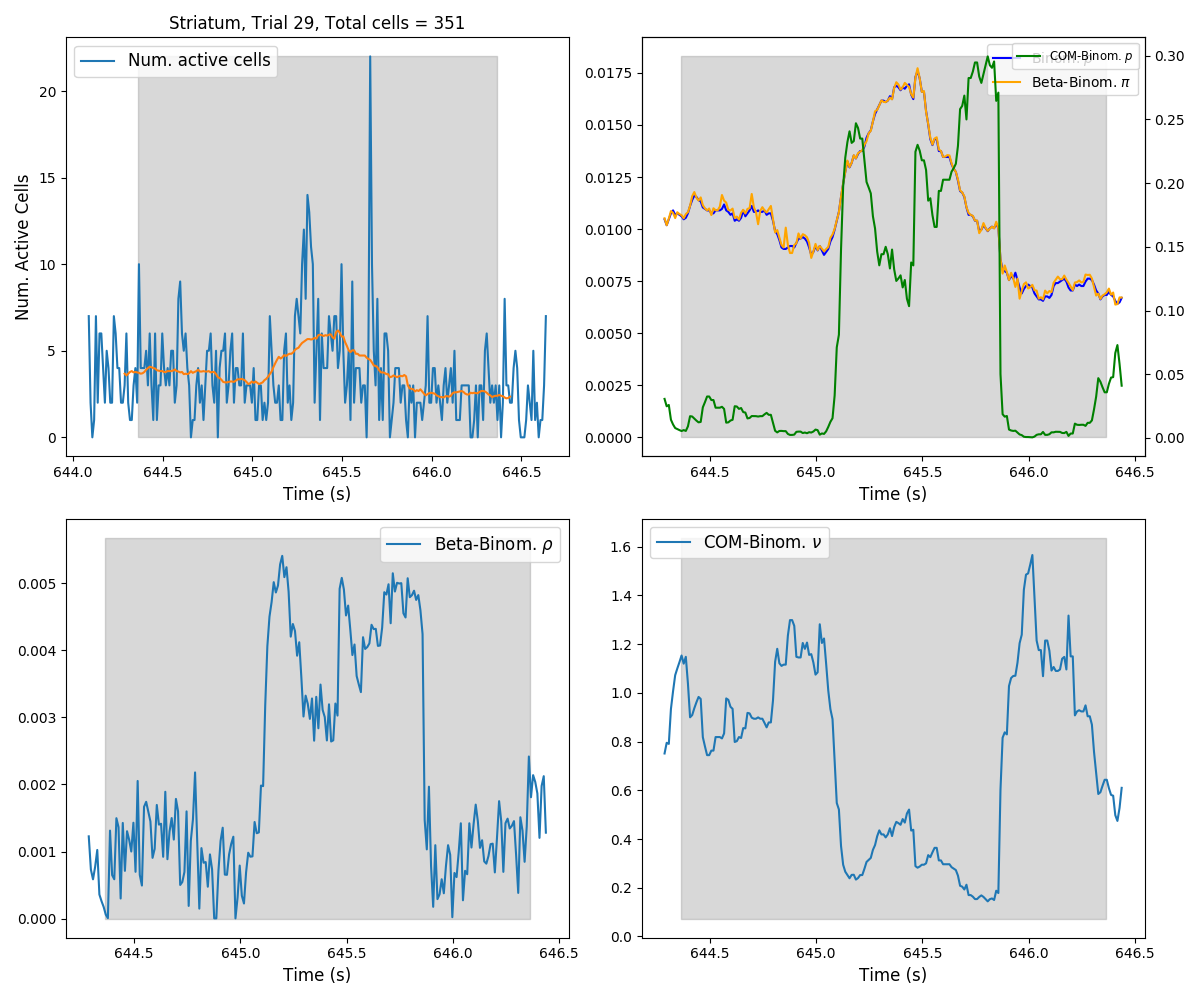 Striatum, Trial 29, Total cells = 351
Num. active cells
Num. Active Cells
20
15
10
5
0
644.0 644.5 645.0 645.5 646.0 646.5
Time (s)
COM-Binom. p
Beta-Binom. π
0.0175
0.0150
0.0125
0.0100
0.0075
0.0050
0.0025
0.0000
0.30
0.25
0.20
0.15
0.10
0.05
0.00
644.5 645.0 645.5 646.0 646.5
Time (s)
Beta-Binom. ρ
0.005
0.004
0.003
0.002
0.001
0.000
644.5 645.0 645.5 646.0 646.5
Time (s)
COM-Binom. ν
1.6
1.4
1.2
1.0
0.8
0.6
0.4
0.2
0.0
644.5 645.0 645.5 646.0 646.5
Time (s)